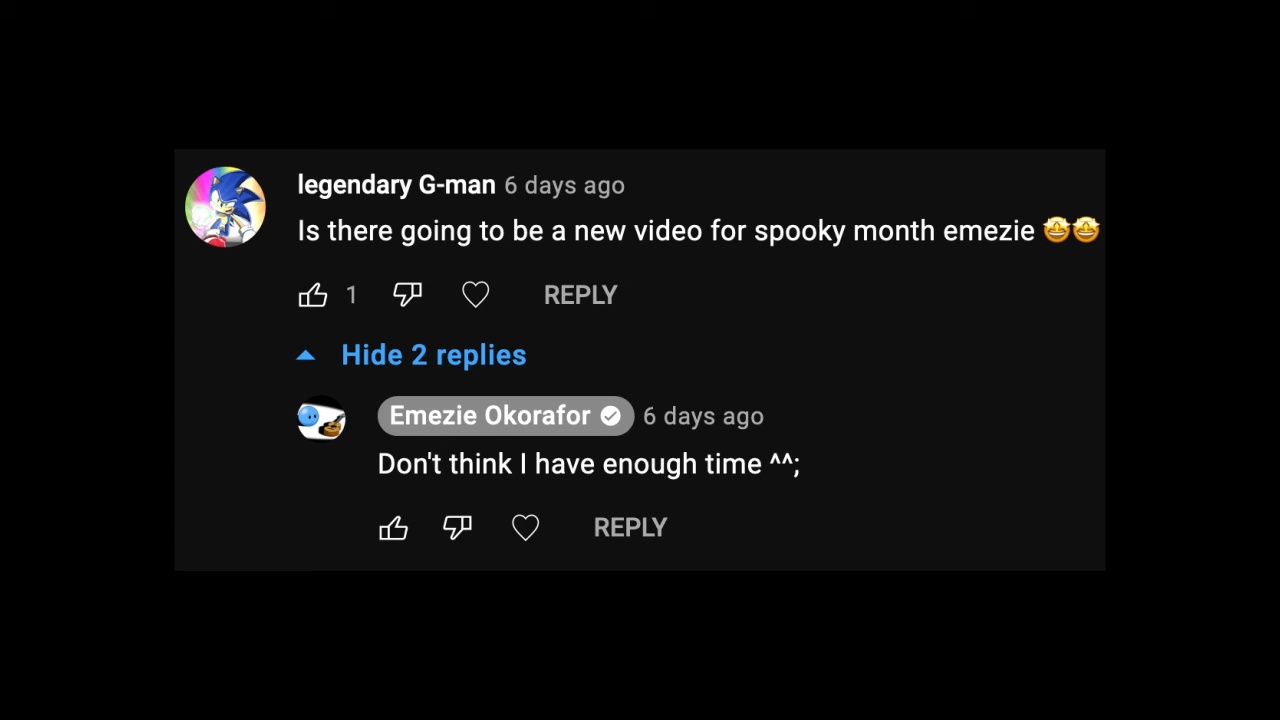 legendary G-man 6 days ago
Is there going to be a new video for spooky month emezie 🤩🤩
1 REPLY
Hide 2 replies
Emezie Okorafor 6 days ago
Don't think I have enough time ^^;
REPLY